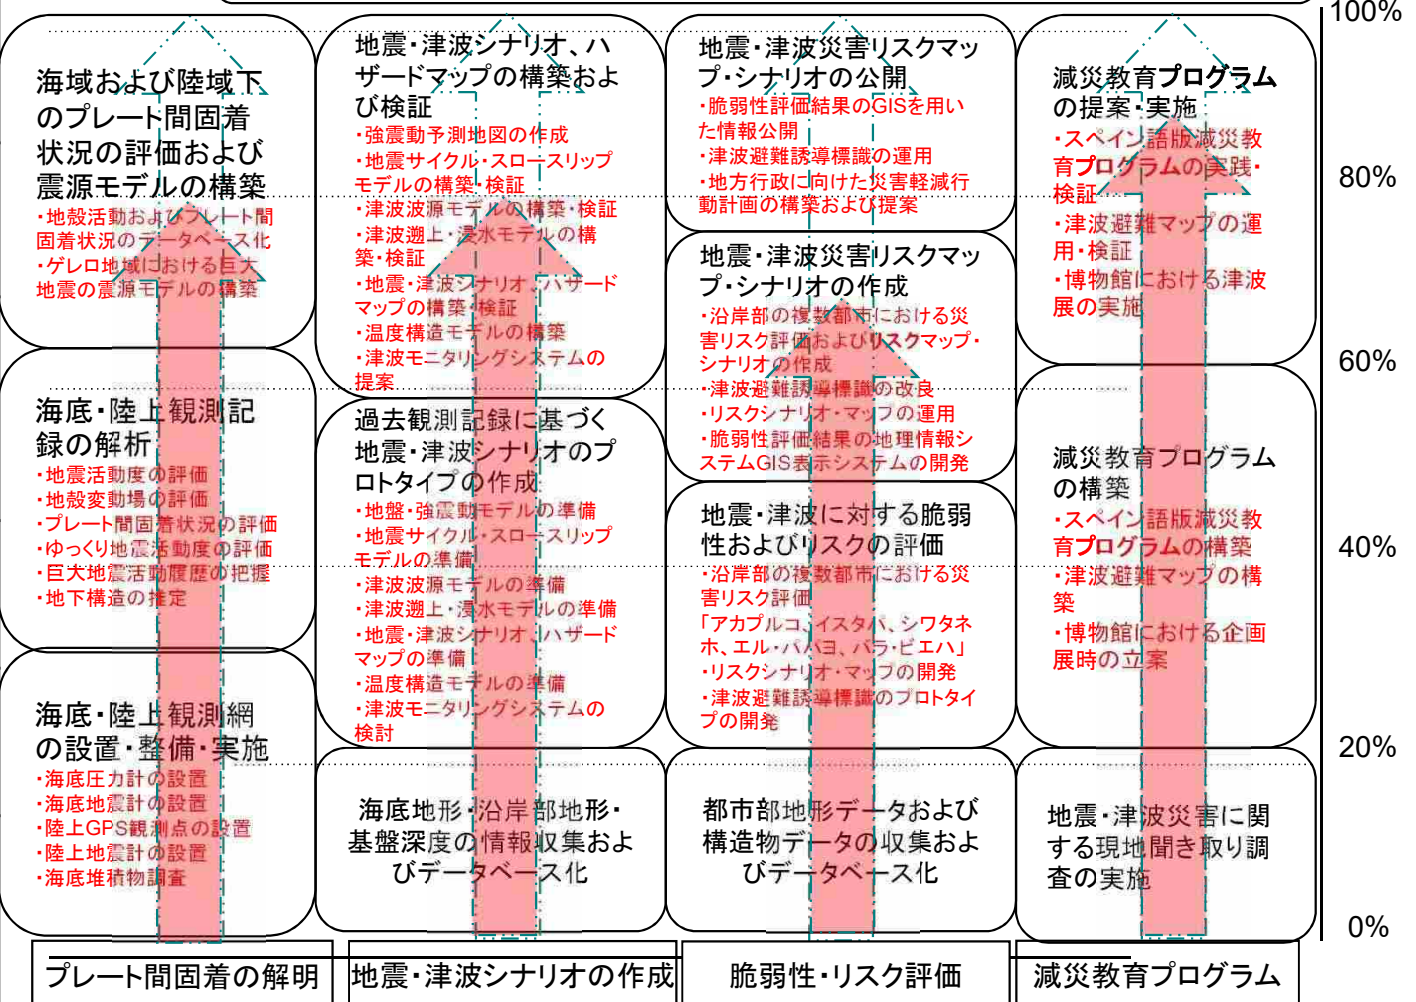 海域および陸域下
のプレート間固着
状況の評価および
震源モデルの構築
・地殻活動およびプレート間
固着状況のデータベース化
・ゲレロ地域における巨大
地震の震源モデルの構築
海底・陸上観測記
録の解析
・地震活動度の評価
・地殻変動場の評価
・プレート間固着状況の評価
・ゆっくり地震活動度の評価
・巨大地震活動履歴の把握
・地下構造の推定
海底・陸上観測網
の設置・整備・実施
・海底圧力計の設置
・海底地震計の設置
・陸上GPS観測点の設置
・陸上地震計の設置
・海底堆積物調査
プレート間固着の解明
地震・津波シナリオ、ハ
ザードマップの構築およ
び検証
・強震動予測地図の作成
・地震サイクル・スロースリップ
モデルの構築・検証
・津波波源モデルの構築・検証
・津波遡上・浸水モデルの構
築・検証
・地震・津波シナリオ、ハザード
マップの構築・検証
・温度構造モデルの構築
・津波モニタリングシステムの
提案
過去観測記録に基づく
地震・津波シナリオのプ
ロトタイプの作成
・地盤・強震動モデルの準備
・地震サイクル・スロースリップ
モデルの準備
・津波波源モデルの準備
・津波遡上・浸水モデルの準備
・地震・津波シナリオ、ハザード
マップの準備
・温度構造モデルの準備
・津波モニタリングシステムの
検討
海底地形・沿岸部地形・
基盤深度の情報収集およ
びデータベース化
地震・津波シナリオの作成
地震・津波災害リスクマッ
プ・シナリオの公開
・脆弱性評価結果のGISを用い
た情報公開
・津波避難誘導標識の運用
・地方行政に向けた災害軽減行
動計画の構築および提案
地震・津波災害リスクマッ
プ・シナリオの作成
・沿岸部の複数都市における災
害リスク評価およびリスクマップ・
シナリオの作成
・津波避難誘導標識の改良
・リスクシナリオ・マップの運用
・脆弱性評価結果の地理情報シ
ステムGIS表示システムの開発
地震・津波に対する脆弱
性およびリスクの評価
・沿岸部の複数都市における災
害リスク評価
「アカプルコ、イスタパ、シワタネ
ホ、エル・パパヨ、バラ・ビエハ」
・リスクシナリオ・マップの開発
・津波避難誘導標識のプロトタイ
プの開発
都市部地形データおよび
構造物データの収集およ
びデータベース化
脆弱性・リスク評価
減災教育プログラム
の提案・実施
・スペイン語版減災教
育プログラムの実践・
検証
・津波避難マップの運
用・検証
・博物館における津波
展の実施
減災教育プログラム
の構築
・スペイン語版減災教
育プログラムの構築
・津波避難マップの構
築
・博物館における企画
展時の立案
地震・津波災害に関
する現地聞き取り調
査の実施
減災教育プログラム
100%
80%
60%
40%
20%
0%